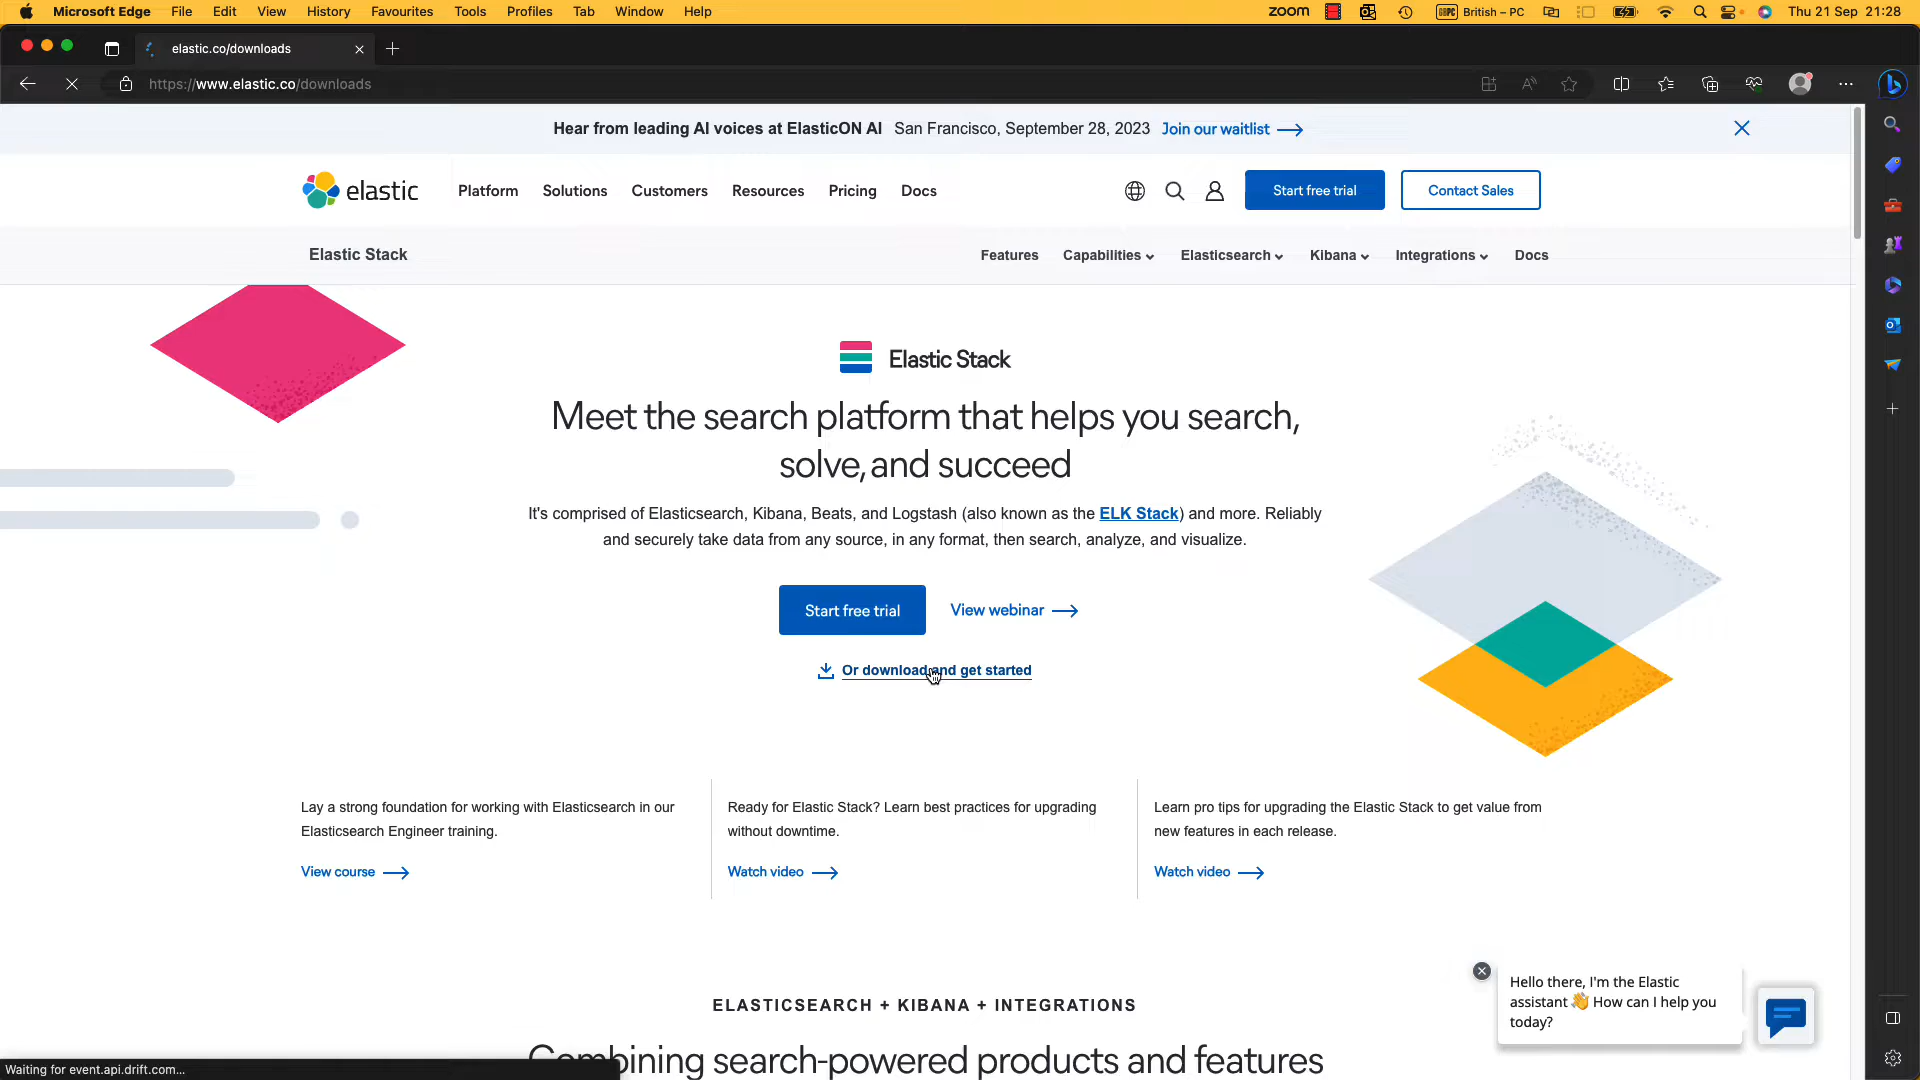 Microsoft Edge File Edit View History Favourites Tools Profiles Tab Window Help zoom ABC PC British – PC Thu 21 Sep 21:28
elastic.co/downloads
https://www.elastic.co/downloads
Hear from leading AI voices at ElasticON AI San Francisco, September 28, 2023 Join our waitlist
elastic Platform Solutions Customers Resources Pricing Docs Start free trial Contact Sales
Elastic Stack Features Capabilities Elasticsearch Kibana Integrations Docs
Elastic Stack
Meet the search platform that helps you search,
solve, and succeed
It's comprised of Elasticsearch, Kibana, Beats, and Logstash (also known as the ELK Stack) and more. Reliably
and securely take data from any source, in any format, then search, analyze, and visualize.
Start free trial View webinar
Or download and get started
Lay a strong foundation for working with Elasticsearch in our
Elasticsearch Engineer training.
View course
Ready for Elastic Stack? Learn best practices for upgrading
without downtime.
Watch video
Learn pro tips for upgrading the Elastic Stack to get value from
new features in each release.
Watch video
ELASTICSEARCH + KIBANA + INTEGRATIONS
Combining search-powered products and features
Hello there, I'm the Elastic
assistant 👋 How can I help you
today?
Waiting for event.api.drift.com...